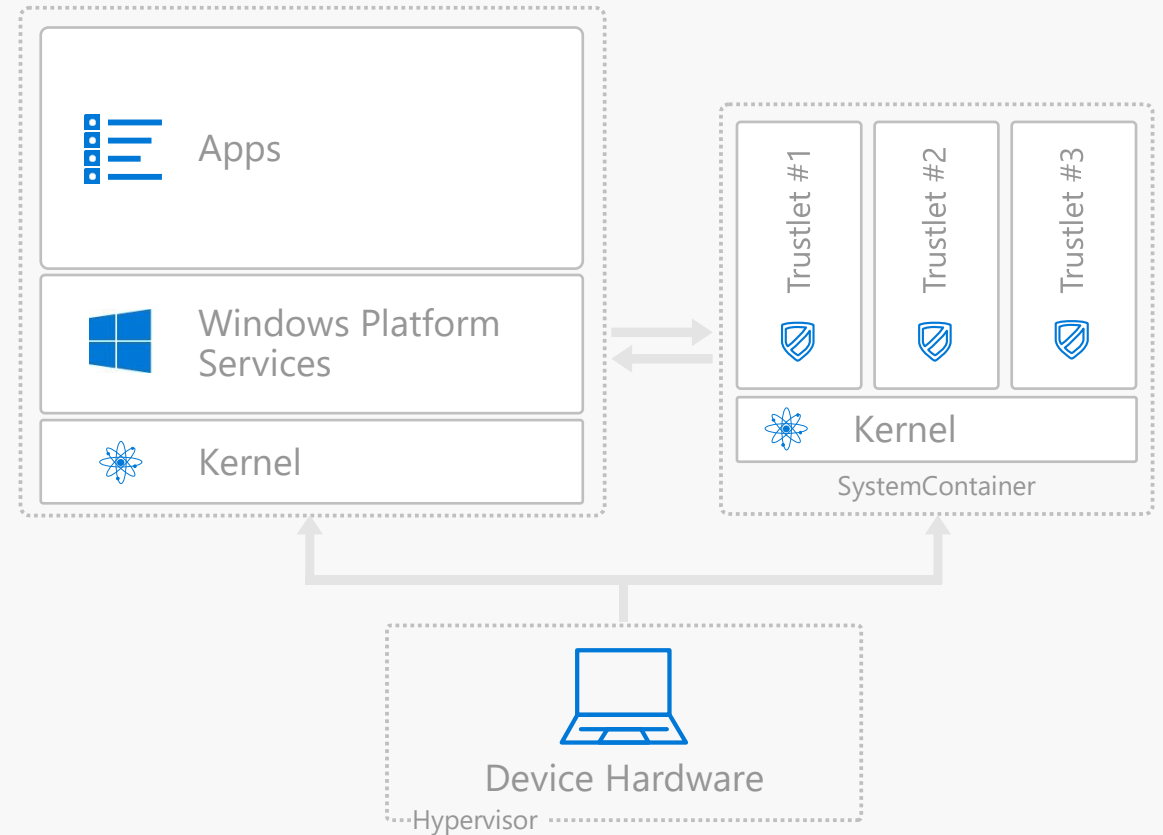 Apps
Windows Platform
Services
Kernel
Trustlet #1
Trustlet #2
Trustlet #3
Kernel
SystemContainer
Device Hardware
Hypervisor